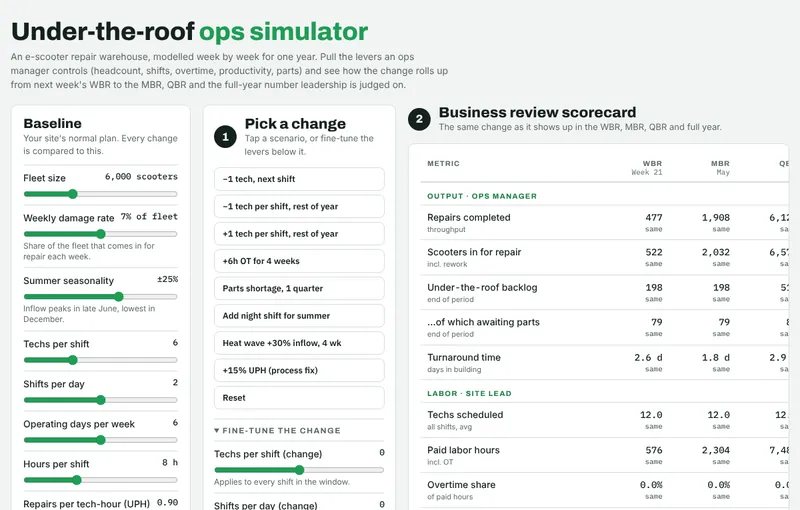 Under-the-roof ops simulator
An e-scooter repair warehouse, modelled week by week for one year. Pull the levers an ops
manager controls (headcount, shifts, overtime, productivity, parts) and see how the change rolls up
from next week's WBR to the MBR, QBR and the full-year number leadership is judged on.
Baseline
Your site's normal plan. Every change
is compared to this.
Fleet size 6,000 scooters
Weekly damage rate 7% of fleet
Share of the fleet that comes in for
repair each week.
Summer seasonality ±25%
Inflow peaks in late June, lowest in
December.
Techs per shift 6
Shifts per day 2
Operating days per week 6
Hours per shift 8 h
Repairs per tech-hour (UPH) 0.90
1 Pick a change
Tap a scenario, or fine-tune the
levers below it.
−1 tech, next shift
−1 tech per shift, rest of year
+1 tech per shift, rest of year
+6h OT for 4 weeks
Parts shortage, 1 quarter
Add night shift for summer
Heat wave +30% inflow, 4 wk
+15% UPH (process fix)
Reset
▾ FINE-TUNE THE CHANGE
Techs per shift (change) 0
Applies to every shift in the window.
Shifts per day (change) 0
2 Business review scorecard
The same change as it shows up in the WBR, MBR, QBR and full year.
METRIC WBR MBR
Week 21 May
OUTPUT · OPS MANAGER
Repairs completed 477 1,908
throughput same same
Scooters in for repair 522 2,032
incl. rework same same
Under-the-roof backlog 198 198
end of period same same
…of which awaiting parts 79 79
end of period same same
Turnaround time 2.6 d 1.8 d 2.9
days in building same same
LABOR · SITE LEAD
Techs scheduled 12.0 12.0
all shifts, avg same same
Paid labor hours 576 2,304
incl. OT same same
Overtime share 0.0% 0.0%
of paid hours same same